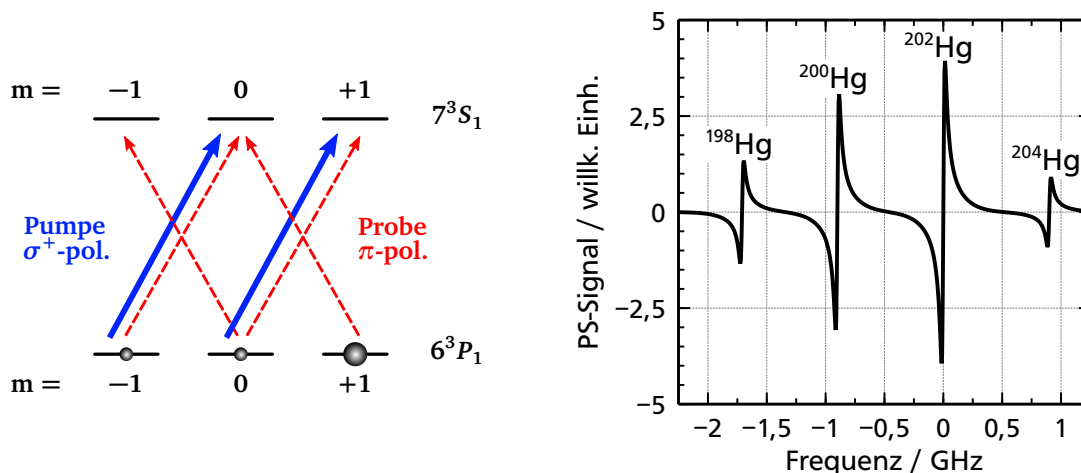 m = −1 0 +1
7³S₁
Pumpe
σ⁺-pol.
Probe
π-pol.
6³P₁
m = −1 0 +1
PS-Signal / willk. Einh.
5
2,5
0
−2,5
−5
¹⁹⁸Hg
²⁰⁰Hg
²⁰²Hg
²⁰⁴Hg
−2 −1,5 −1 −0,5 0 0,5 1
Frequenz / GHz